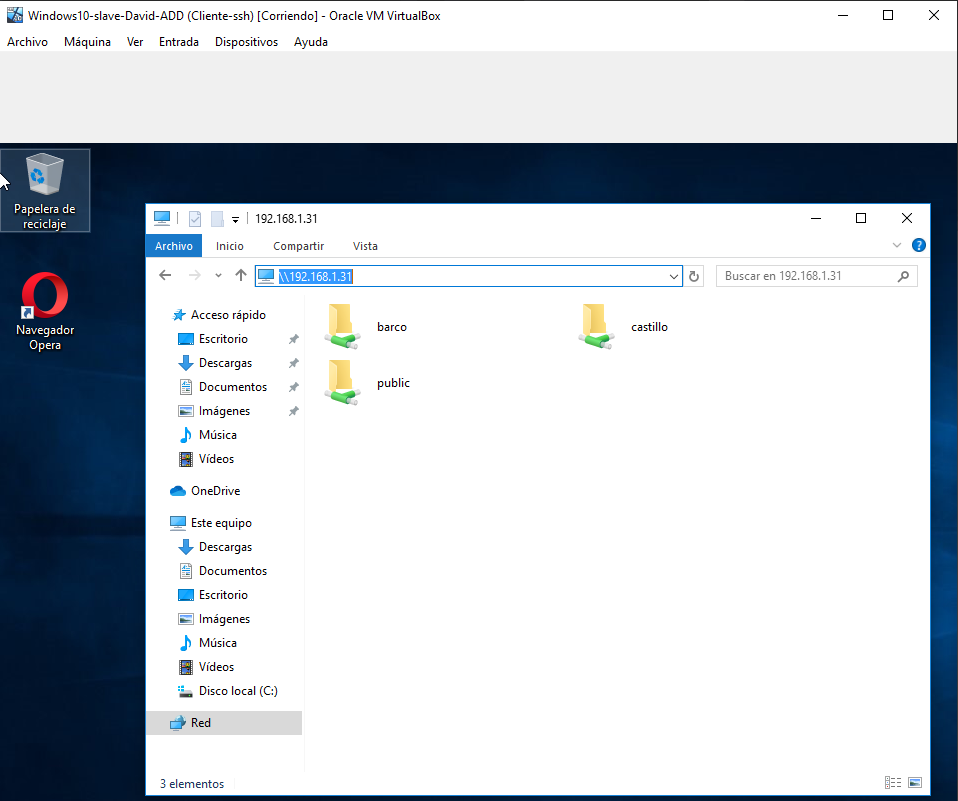 Windows10-slave-David-ADD (Cliente-ssh) [Corriendo] - Oracle VM VirtualBox
Archivo Máquina Ver Entrada Dispositivos Ayuda
Papelera de
reciclaje
Navegador
Opera
192.168.1.31
Archivo Inicio Compartir Vista
\\192.168.1.31
Buscar en 192.168.1.31
Acceso rápido
Escritorio
Descargas
Documentos
Imágenes
Música
Vídeos
OneDrive
Este equipo
Descargas
Documentos
Escritorio
Imágenes
Música
Vídeos
Disco local (C:)
Red
barco
castillo
public
3 elementos